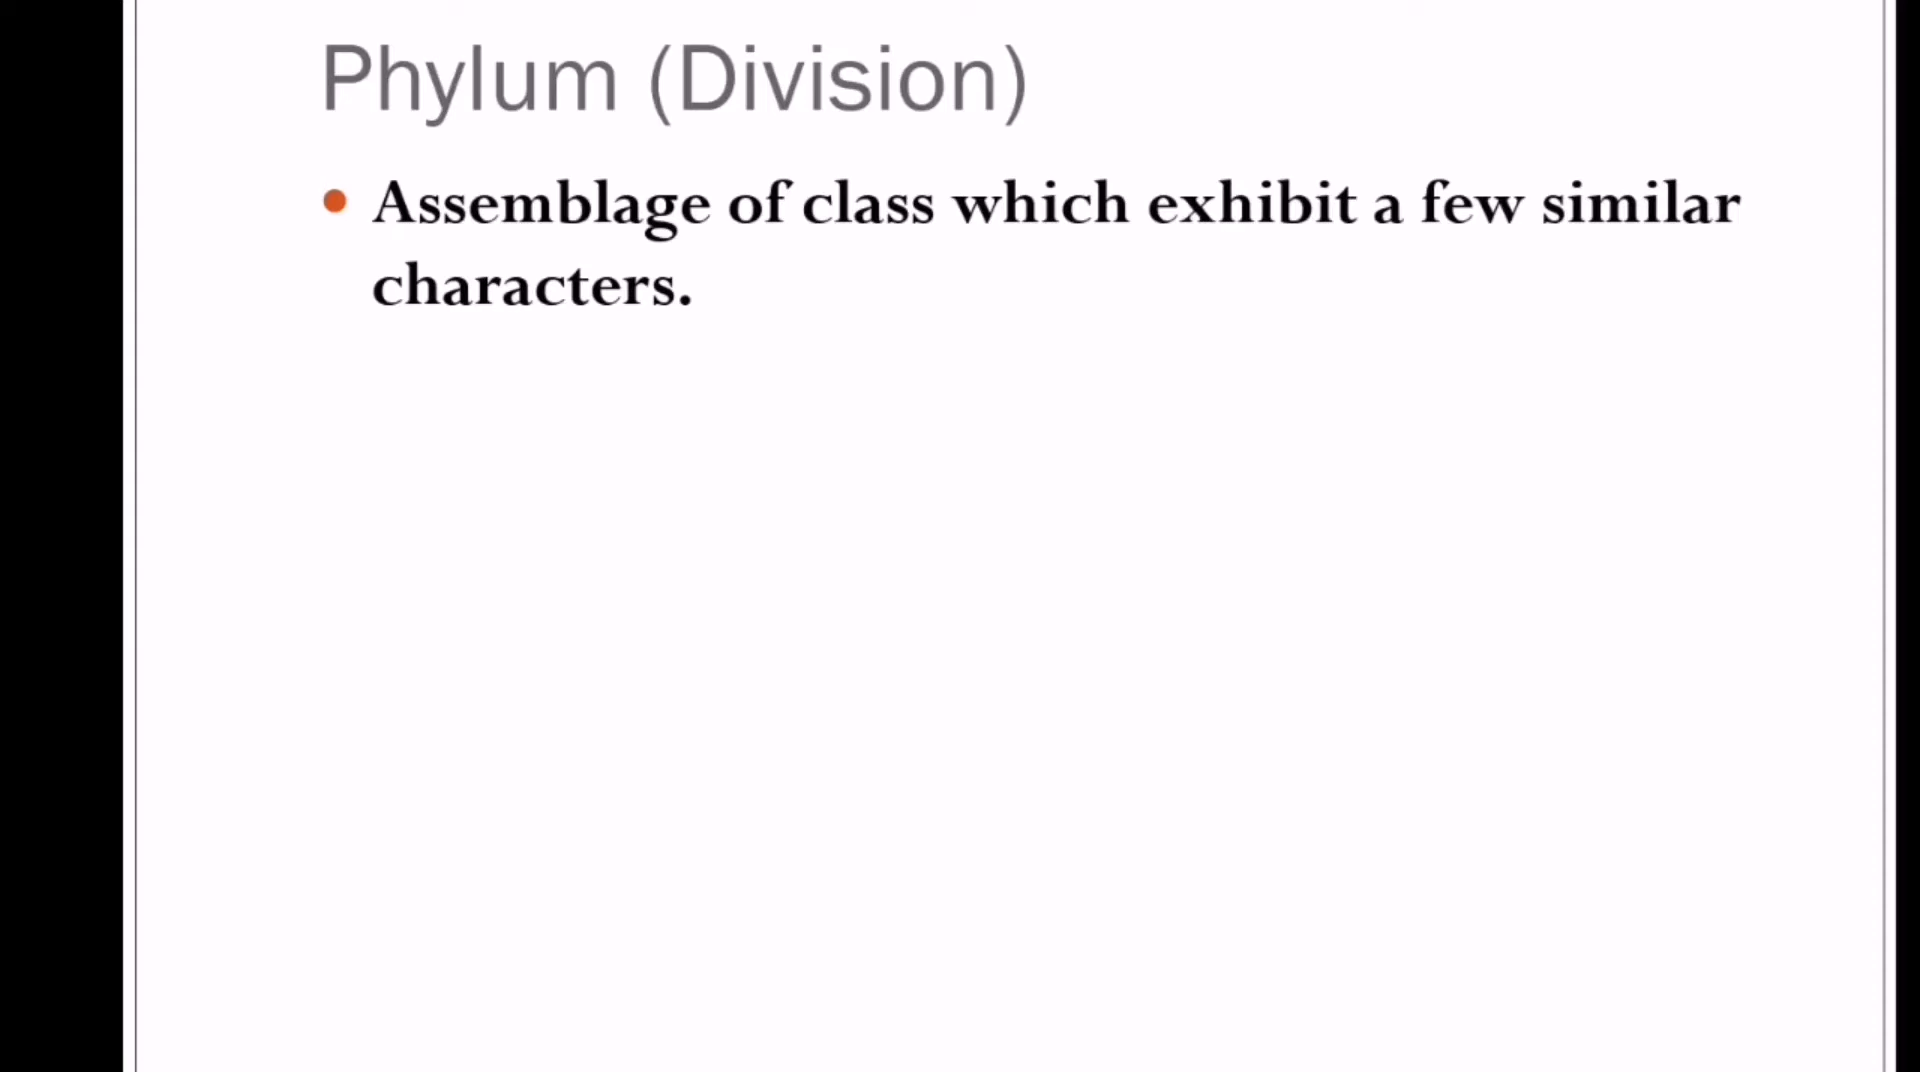 Phylum (Division)
• Assemblage of class which exhibit a few similar
characters.